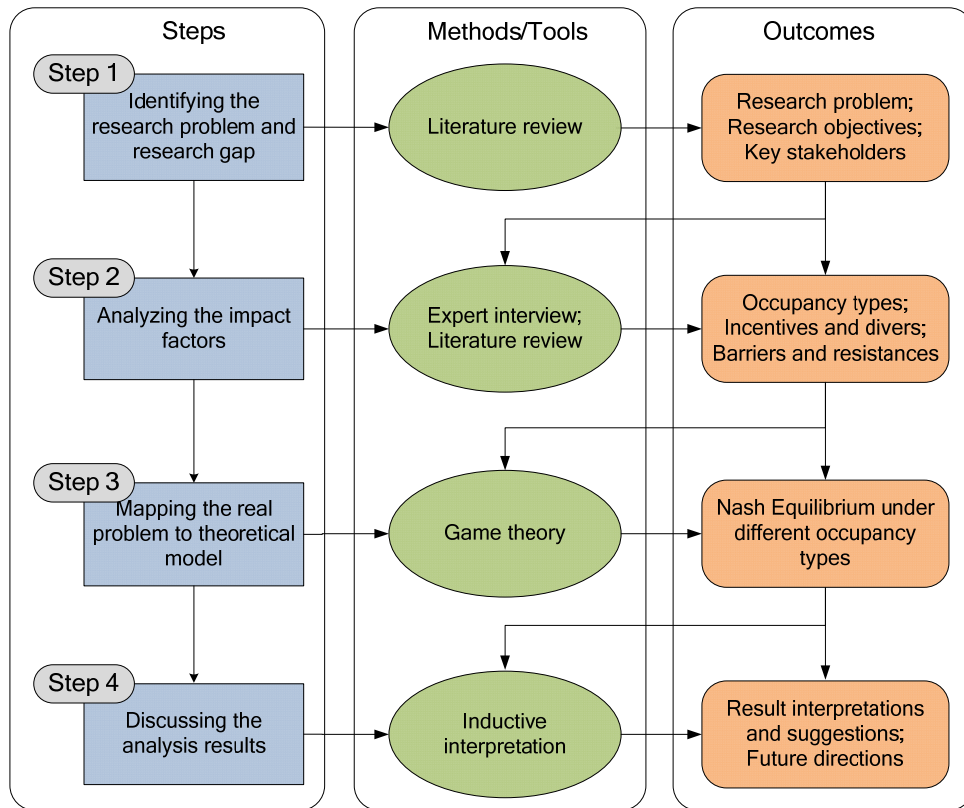 Steps
Methods/Tools
Outcomes
Step 1
Identifying the
research problem and
research gap
Literature review
Research problem;
Research objectives;
Key stakeholders
Step 2
Analyzing the impact
factors
Expert interview;
Literature review
Occupancy types;
Incentives and divers;
Barriers and resistances
Step 3
Mapping the real
problem to theoretical
model
Game theory
Nash Equilibrium under
different occupancy
types
Step 4
Discussing the
analysis results
Inductive
interpretation
Result interpretations
and suggestions;
Future directions